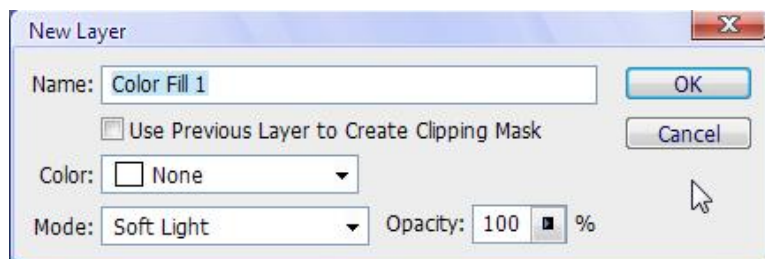 New Layer
Name: Color Fill 1 OK
Use Previous Layer to Create Clipping Mask Cancel
Color: None
Mode: Soft Light Opacity: 100 %